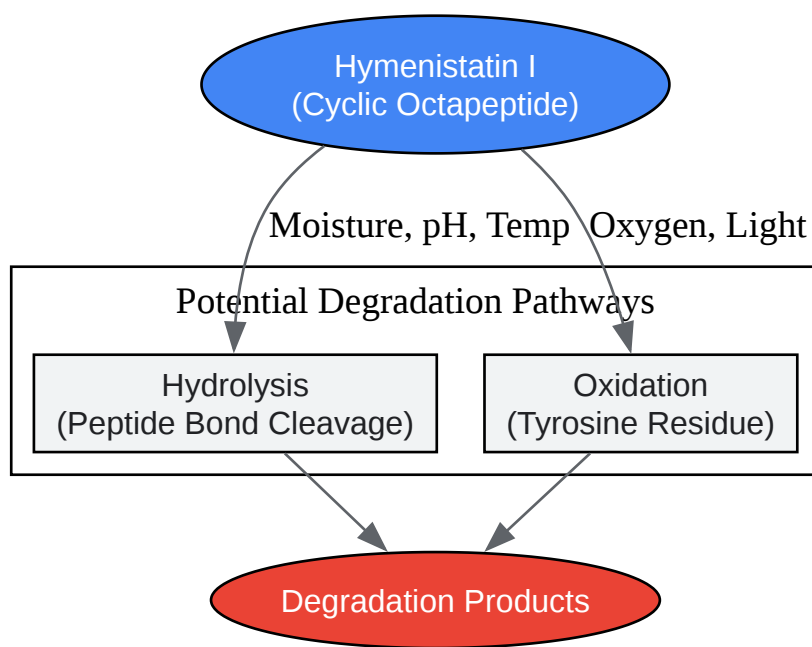 Hymenistatin I
(Cyclic Octapeptide)
Moisture, pH, Temp
Oxygen, Light
Potential Degradation Pathways
Hydrolysis
(Peptide Bond Cleavage)
Oxidation
(Tyrosine Residue)
Degradation Products